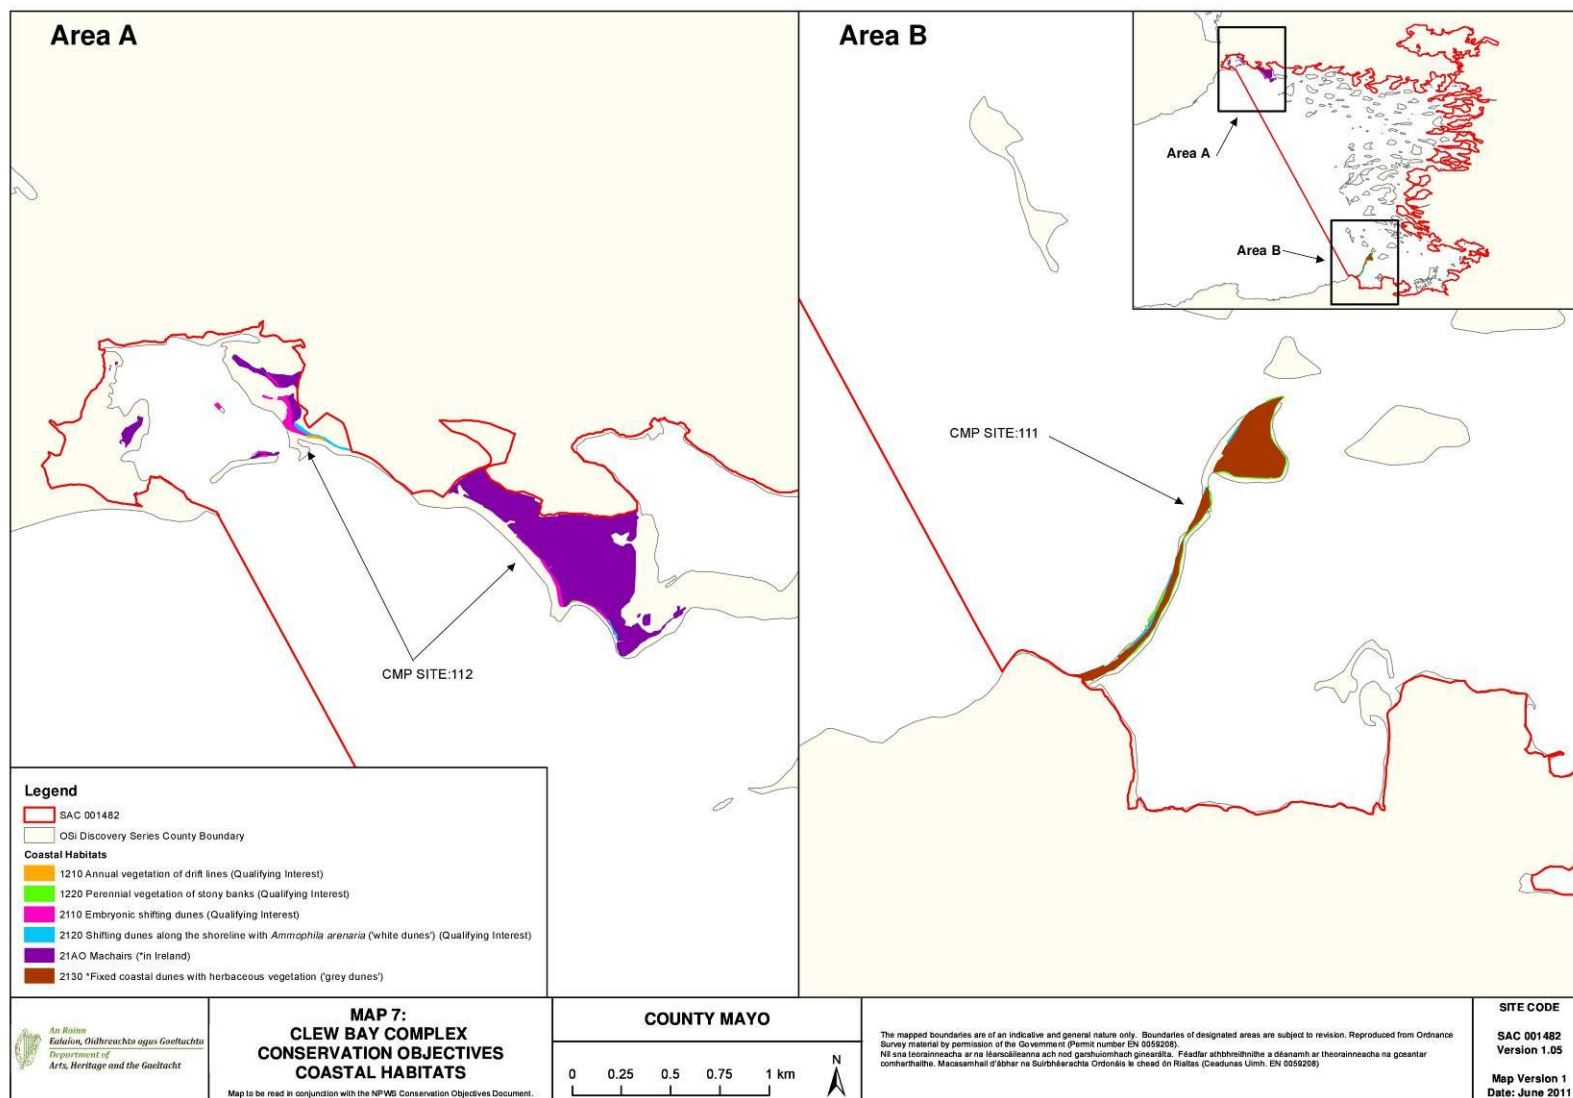 Area A
Area B
Area A
Area B
CMP SITE:111
CMP SITE:112
Legend
SAC 001482
OSi Discovery Series County Boundary
Coastal Habitats
1210 Annual vegetation of drift lines (Qualifying Interest)
1220 Perennial vegetation of stony banks (Qualifying Interest)
2110 Embryonic shifting dunes (Qualifying Interest)
2120 Shifting dunes along the shoreline with Ammophila arenaria ('white dunes') (Qualifying Interest)
21AO Machairs (*in Ireland)
2130 *Fixed coastal dunes with herbaceous vegetation ('grey dunes')
An Roinn
Ealaíon, Oidhreachta agus Gaeltachta
Department of
Arts, Heritage and the Gaeltacht
MAP 7:
CLEW BAY COMPLEX
CONSERVATION OBJECTIVES
COASTAL HABITATS
Map to be read in conjunction with the NPWS Conservation Objectives Document.
COUNTY MAYO
0 0.25 0.5 0.75 1 km
N
The mapped boundaries are of an indicative and general nature only. Boundaries of designated areas are subject to revision. Reproduced from Ordnance
Survey material by permission of the Government (Permit number EN 0059208).
Níl sna teorainneacha ar na léarscáileanna ach nod garshuíomhach ginearálta. Féadfar athbhreithnithe a déanamh ar theorainneacha na gceantar
comharthaithe. Macasamhail d'ábhar na Suirbhéarachta Ordonáis le chead ón Rialtas (Ceadunas Uimh. EN 0059208)
SITE CODE
SAC 001482
Version 1.05
Map Version 1
Date: June 2011